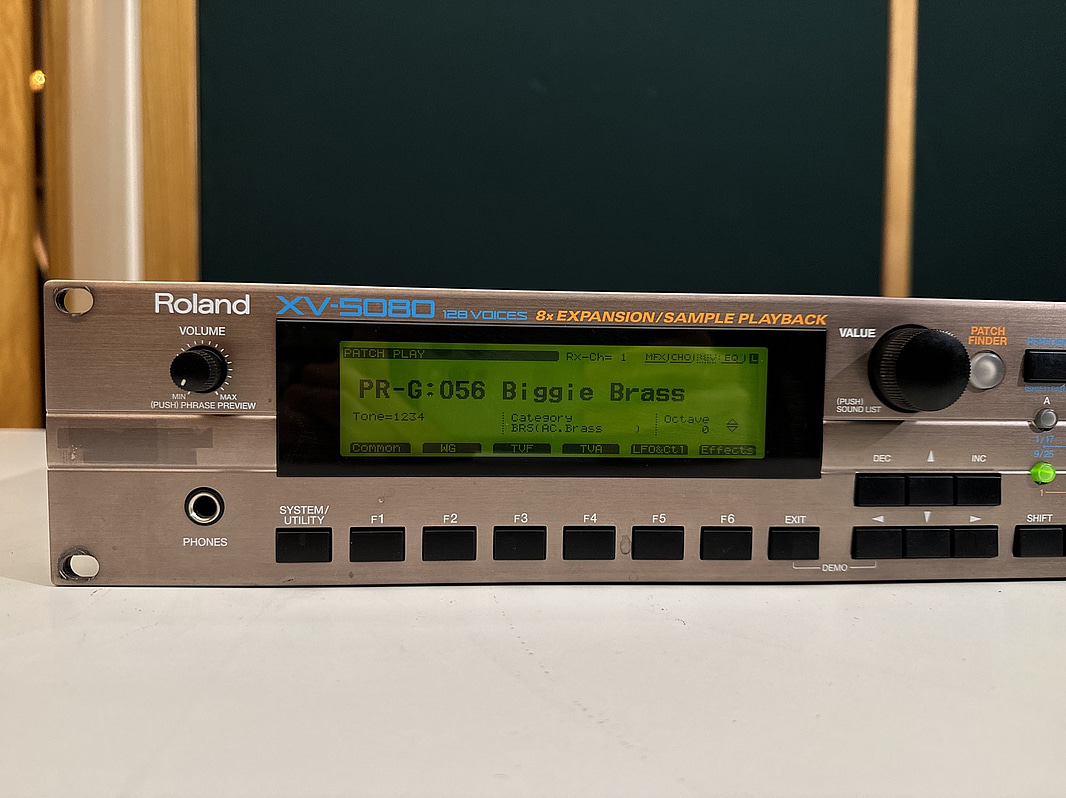 Roland XV-5080 128 VOICES 8x EXPANSION/SAMPLE PLAYBACK
VOLUME
MIN MAX
(PUSH) PHRASE PREVIEW
PATCH PLAY Rx-Ch= 1 MFX CHO EQ L
PR-G:056 Biggie Brass
Tone=1234 Category Octave
BRS(AC.Brass ) 0
Common WG TVF TVA LFO&Ctl Effects
VALUE
(PUSH)
SOUND LIST
PATCH
FINDER
A
1/17
9/25
1
DEC INC
PHONES
SYSTEM/
UTILITY
F1 F2 F3 F4 F5 F6 EXIT
DEMO
SHIFT